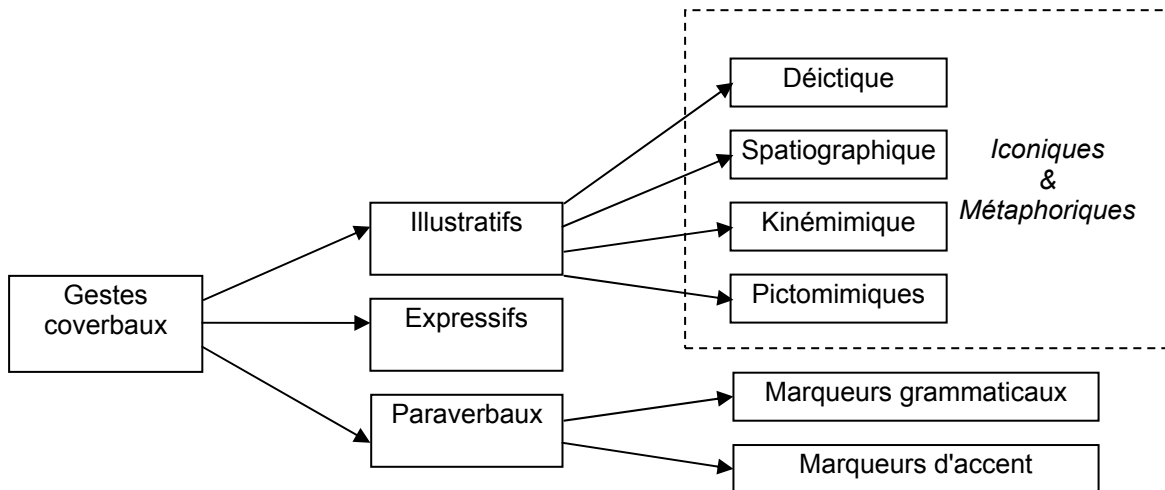 Déictique
Spatiographique
Iconiques
&
Métaphoriques
Kinémimique
Pictomimiques
Illustratifs
Gestes
coverbaux
Expressifs
Paraverbaux
Marqueurs grammaticaux
Marqueurs d'accent